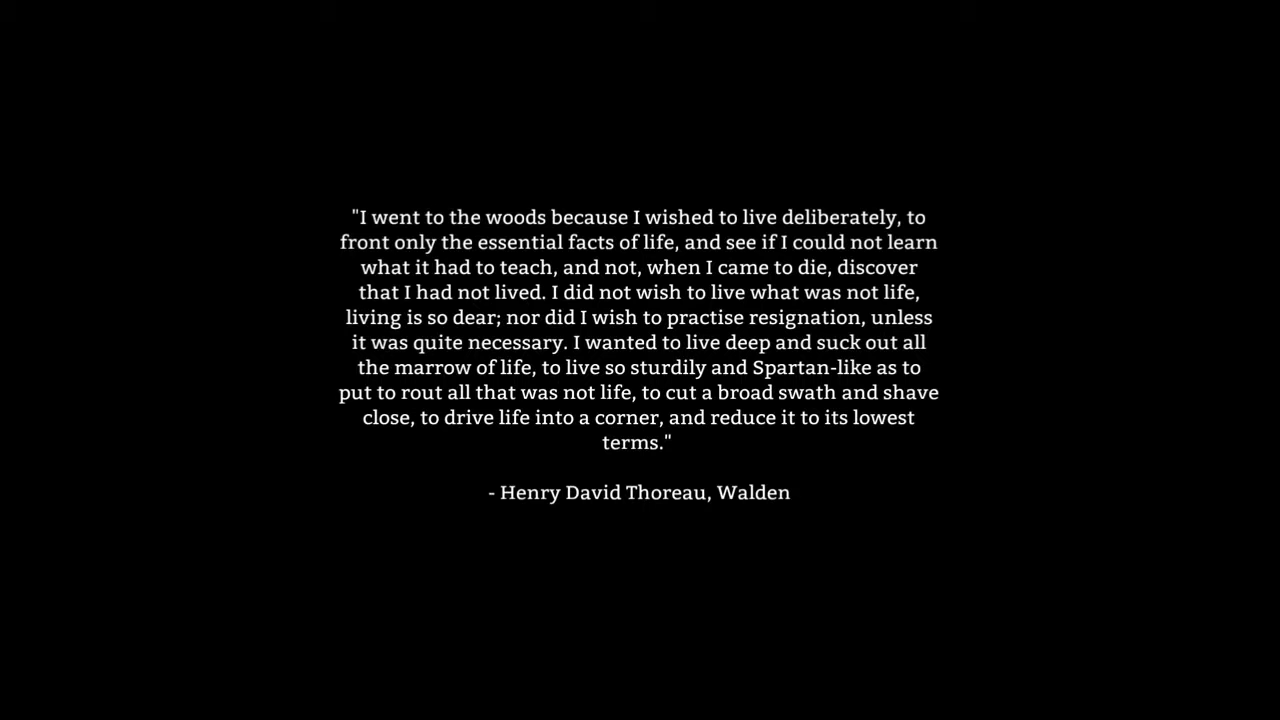 "I went to the woods because I wished to live deliberately, to
front only the essential facts of life, and see if I could not learn
what it had to teach, and not, when I came to die, discover
that I had not lived. I did not wish to live what was not life,
living is so dear; nor did I wish to practise resignation, unless
it was quite necessary. I wanted to live deep and suck out all
the marrow of life, to live so sturdily and Spartan-like as to
put to rout all that was not life, to cut a broad swath and shave
close, to drive life into a corner, and reduce it to its lowest
terms."
- Henry David Thoreau, Walden